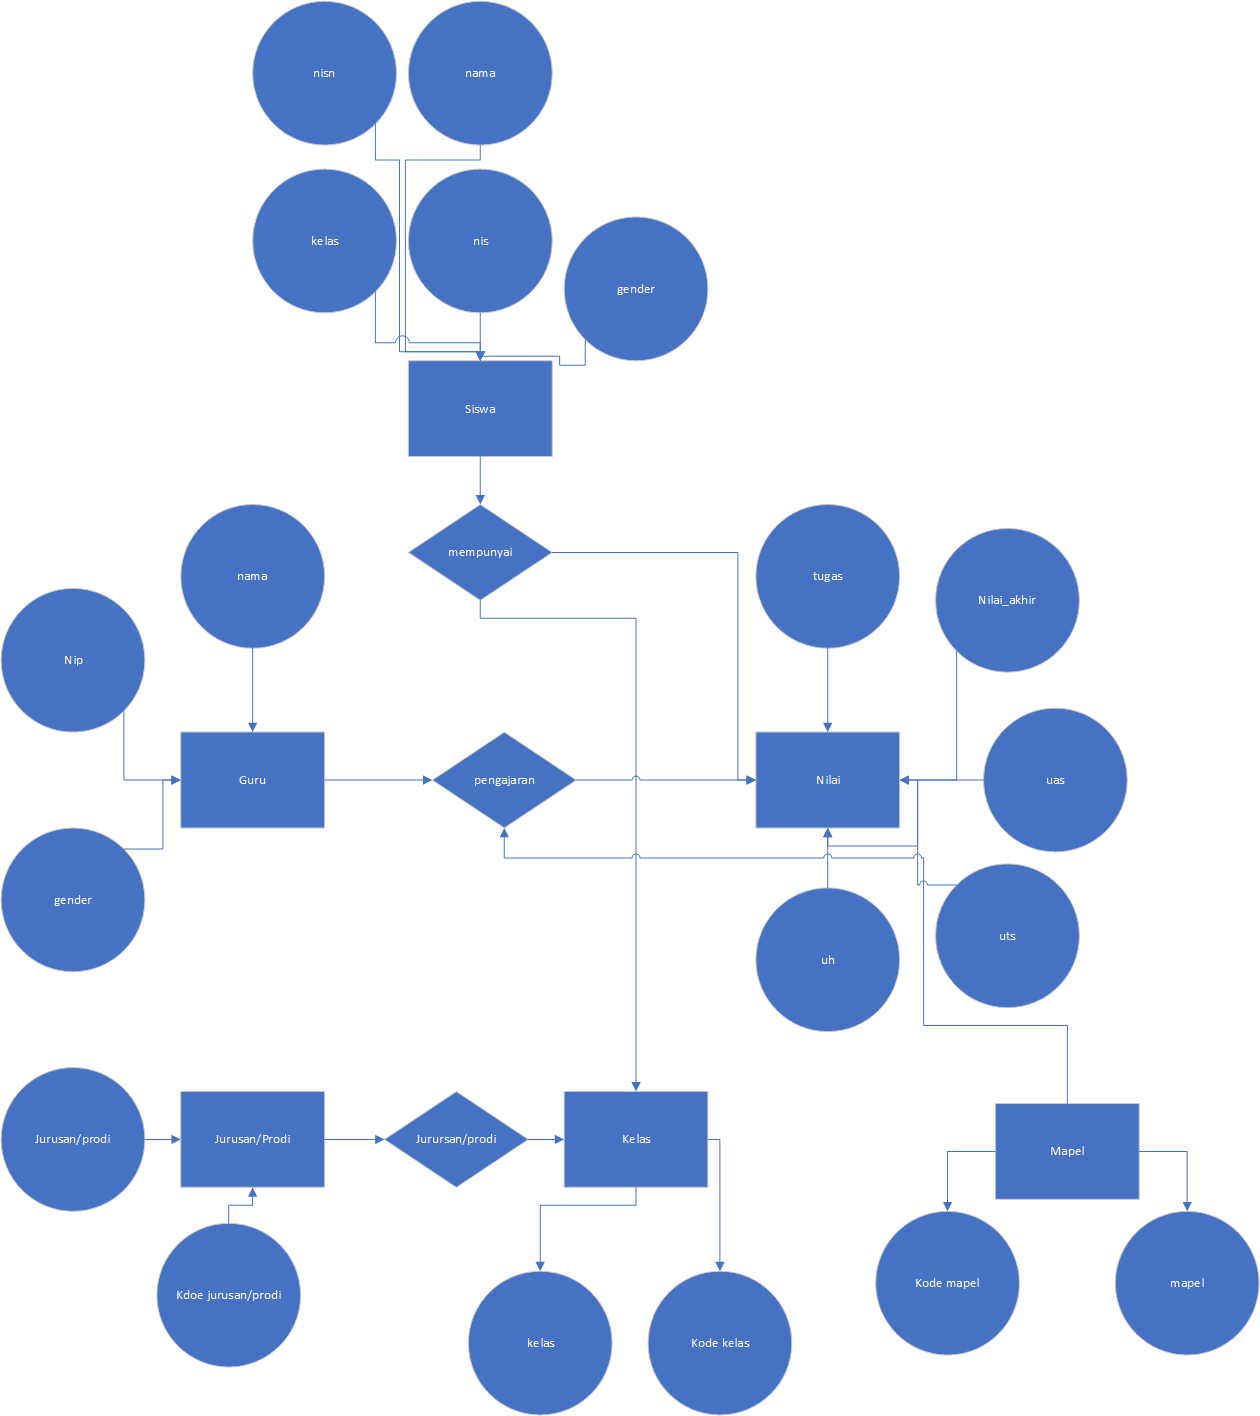 nisn
nama
kelas
nis
gender
Siswa
mempunyai
nama
tugas
Nilai_akhir
Nip
Guru
pengajaran
Nilai
uas
gender
uts
uh
Jurusan/prodi
Jurusan/Prodi
Jurursan/prodi
Kelas
Mapel
Kode mapel
mapel
Kdoe jurusan/prodi
kelas
Kode kelas